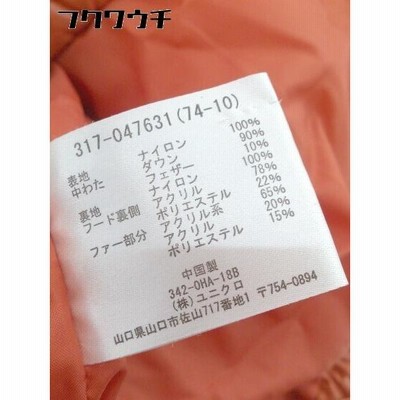 フクウロウチ
317-047631(74-10)
表地 ナイロン 100%
中わた ダウン 90%
フェザー 10%
裏地 ナイロン 100%
フード裏側 アクリル 78%
ポリエステル 22%
ファー部分 アクリル系 65%
アクリル 20%
ポリエステル 15%
中国製
342-OHA-18B
(株)ユニクロ
山口県山口市佐山717番地1 〒754-0894